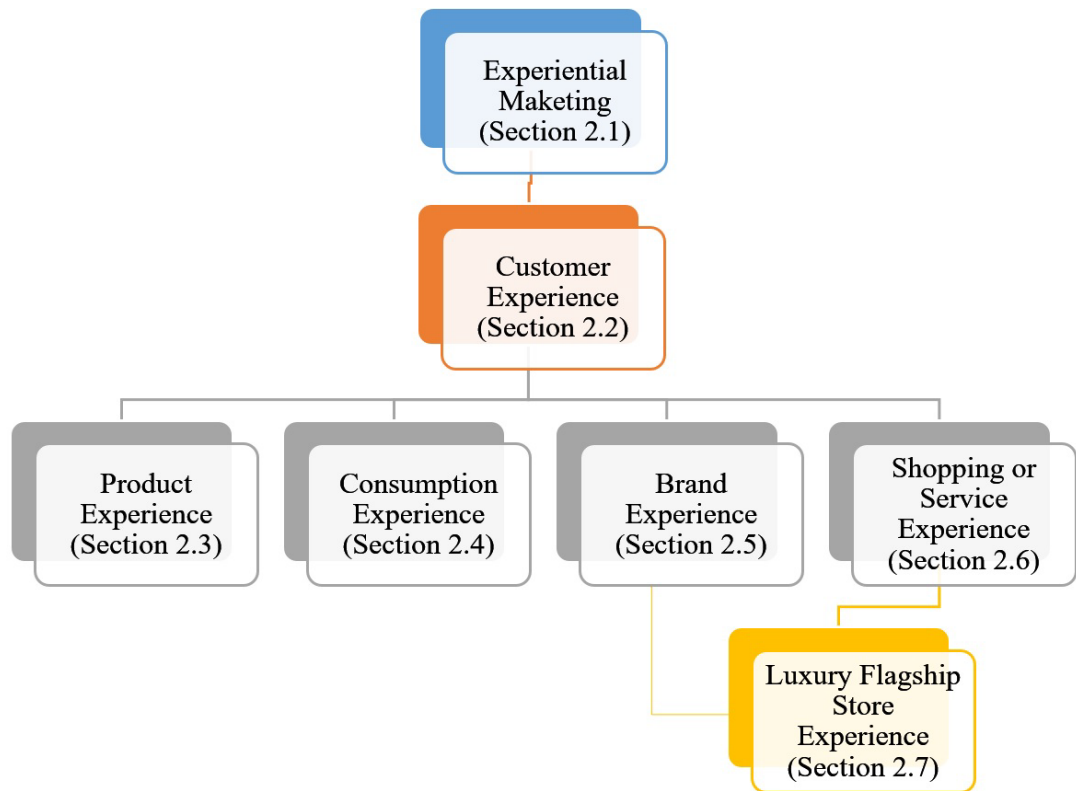 Experiential
Maketing
(Section 2.1)
Customer
Experience
(Section 2.2)
Product
Experience
(Section 2.3)
Consumption
Experience
(Section 2.4)
Brand
Experience
(Section 2.5)
Shopping or
Service
Experience
(Section 2.6)
Luxury Flagship
Store
Experience
(Section 2.7)